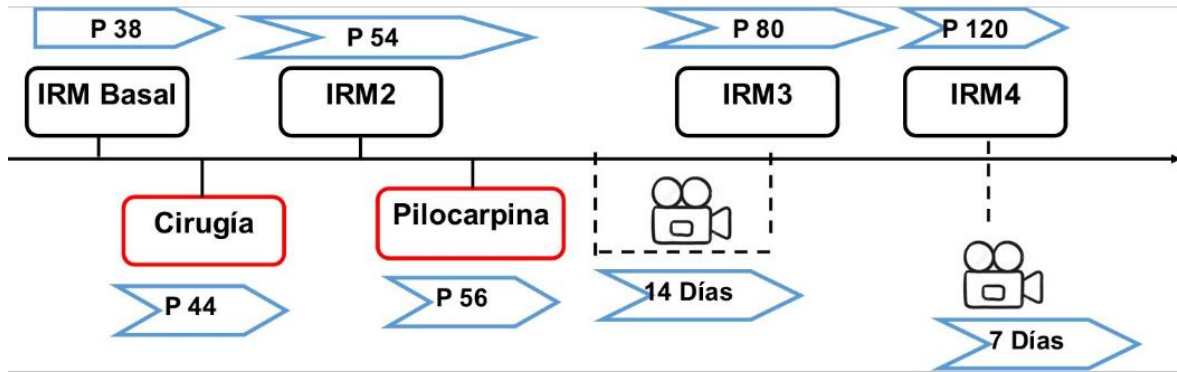 P 38
P 54
P 80
P 120
IRM Basal
IRM2
IRM3
IRM4
Cirugía
Pilocarpina
P 44
P 56
14 Días
7 Días